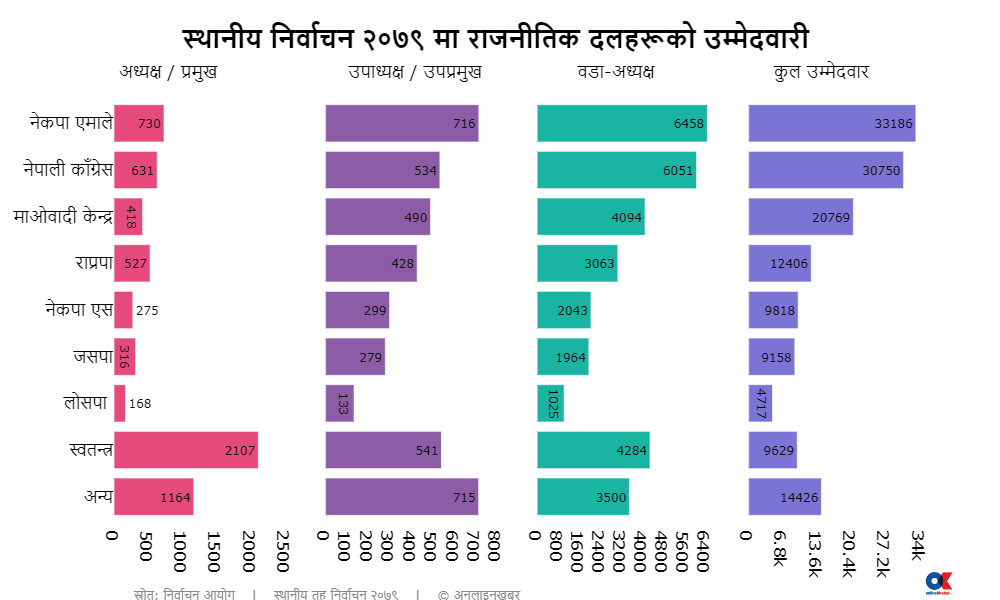 स्थानीय निर्वाचन २०७९ मा राजनीतिक दलहरूको उम्मेदवारी
अध्यक्ष / प्रमुख उपाध्यक्ष / उपप्रमुख वडा-अध्यक्ष कुल उम्मेदवार
नेकपा एमाले 730 716 6458 33186
नेपाली काँग्रेस 631 534 6051 30750
माओवादी केन्द्र 418 490 4094 20769
राप्रपा 527 428 3063 12406
नेकपा एस 275 299 2043 9818
जसपा 316 279 1964 9158
लोसपा 168 133 1025 4717
स्वतन्त्र 2107 541 4284 9629
अन्य 1164 715 3500 14426
0 500 1000 1500 2000 2500 0 100 200 300 400 500 600 700 800 0 800 1600 2400 3200 4000 4800 5600 6400 0 6.8k 13.6k 20.4k 27.2k 34k
स्रोत: निर्वाचन आयोग | स्थानीय तह निर्वाचन २०७९ | © अनलाइनखबर